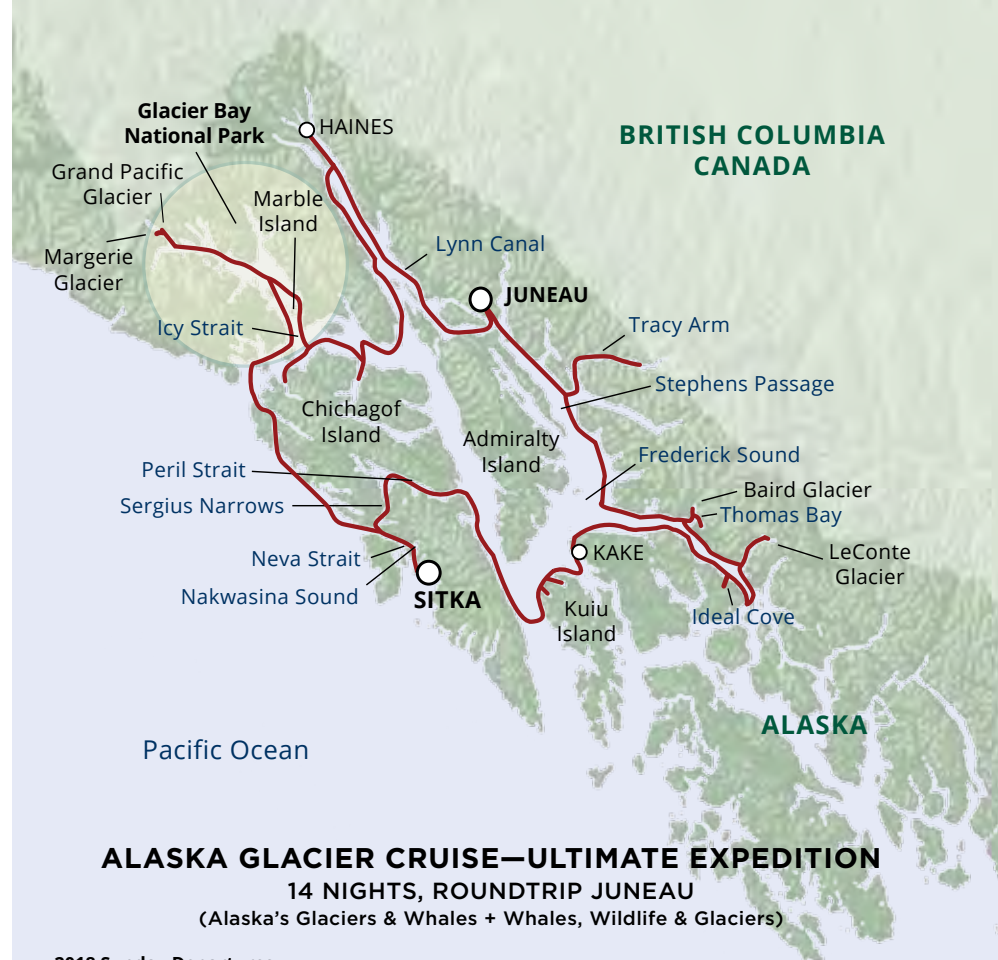 Glacier Bay
National Park
HAINES
BRITISH COLUMBIA
CANADA
Grand Pacific
Glacier
Marble
Island
Margerie
Glacier
Lynn Canal
JUNEAU
Icy Strait
Tracy Arm
Stephens Passage
Chichagof
Island
Admiralty
Island
Frederick Sound
Peril Strait
Baird Glacier
Sergius Narrows
Thomas Bay
Neva Strait
KAKE
LeConte
Glacier
Nakwasina Sound
SITKA
Kuiu
Island
Ideal Cove
ALASKA
Pacific Ocean
ALASKA GLACIER CRUISE—ULTIMATE EXPEDITION
14 NIGHTS, ROUNDTRIP JUNEAU
(Alaska's Glaciers & Whales + Whales, Wildlife & Glaciers)